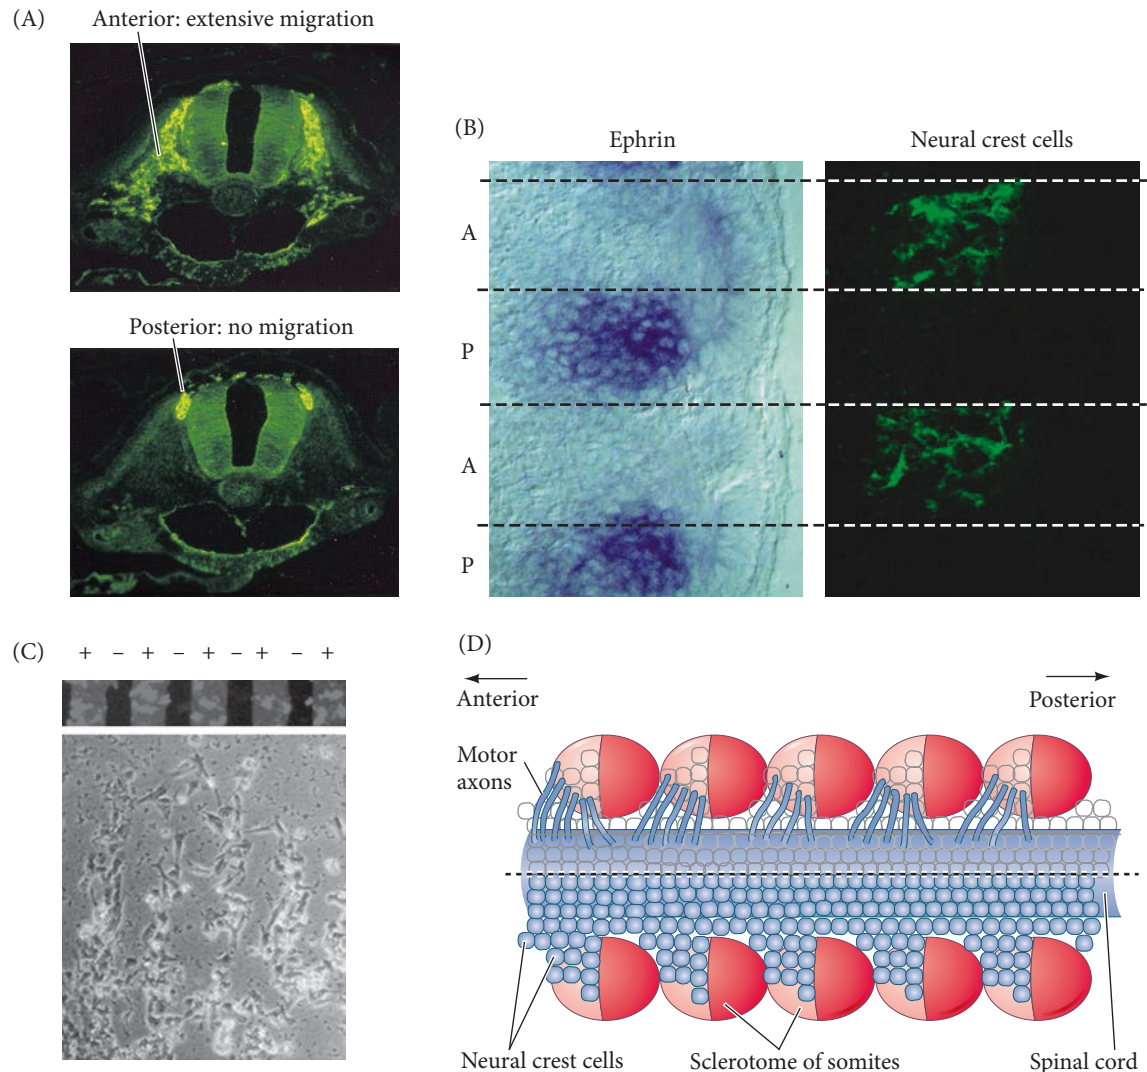 (A)
Anterior: extensive migration
Posterior: no migration
(B)
Ephrin
Neural crest cells
A
P
A
P
(C)
+ – + – + – + – +
(D)
Anterior
Posterior
Motor
axons
Neural crest cells
Sclerotome of somites
Spinal cord